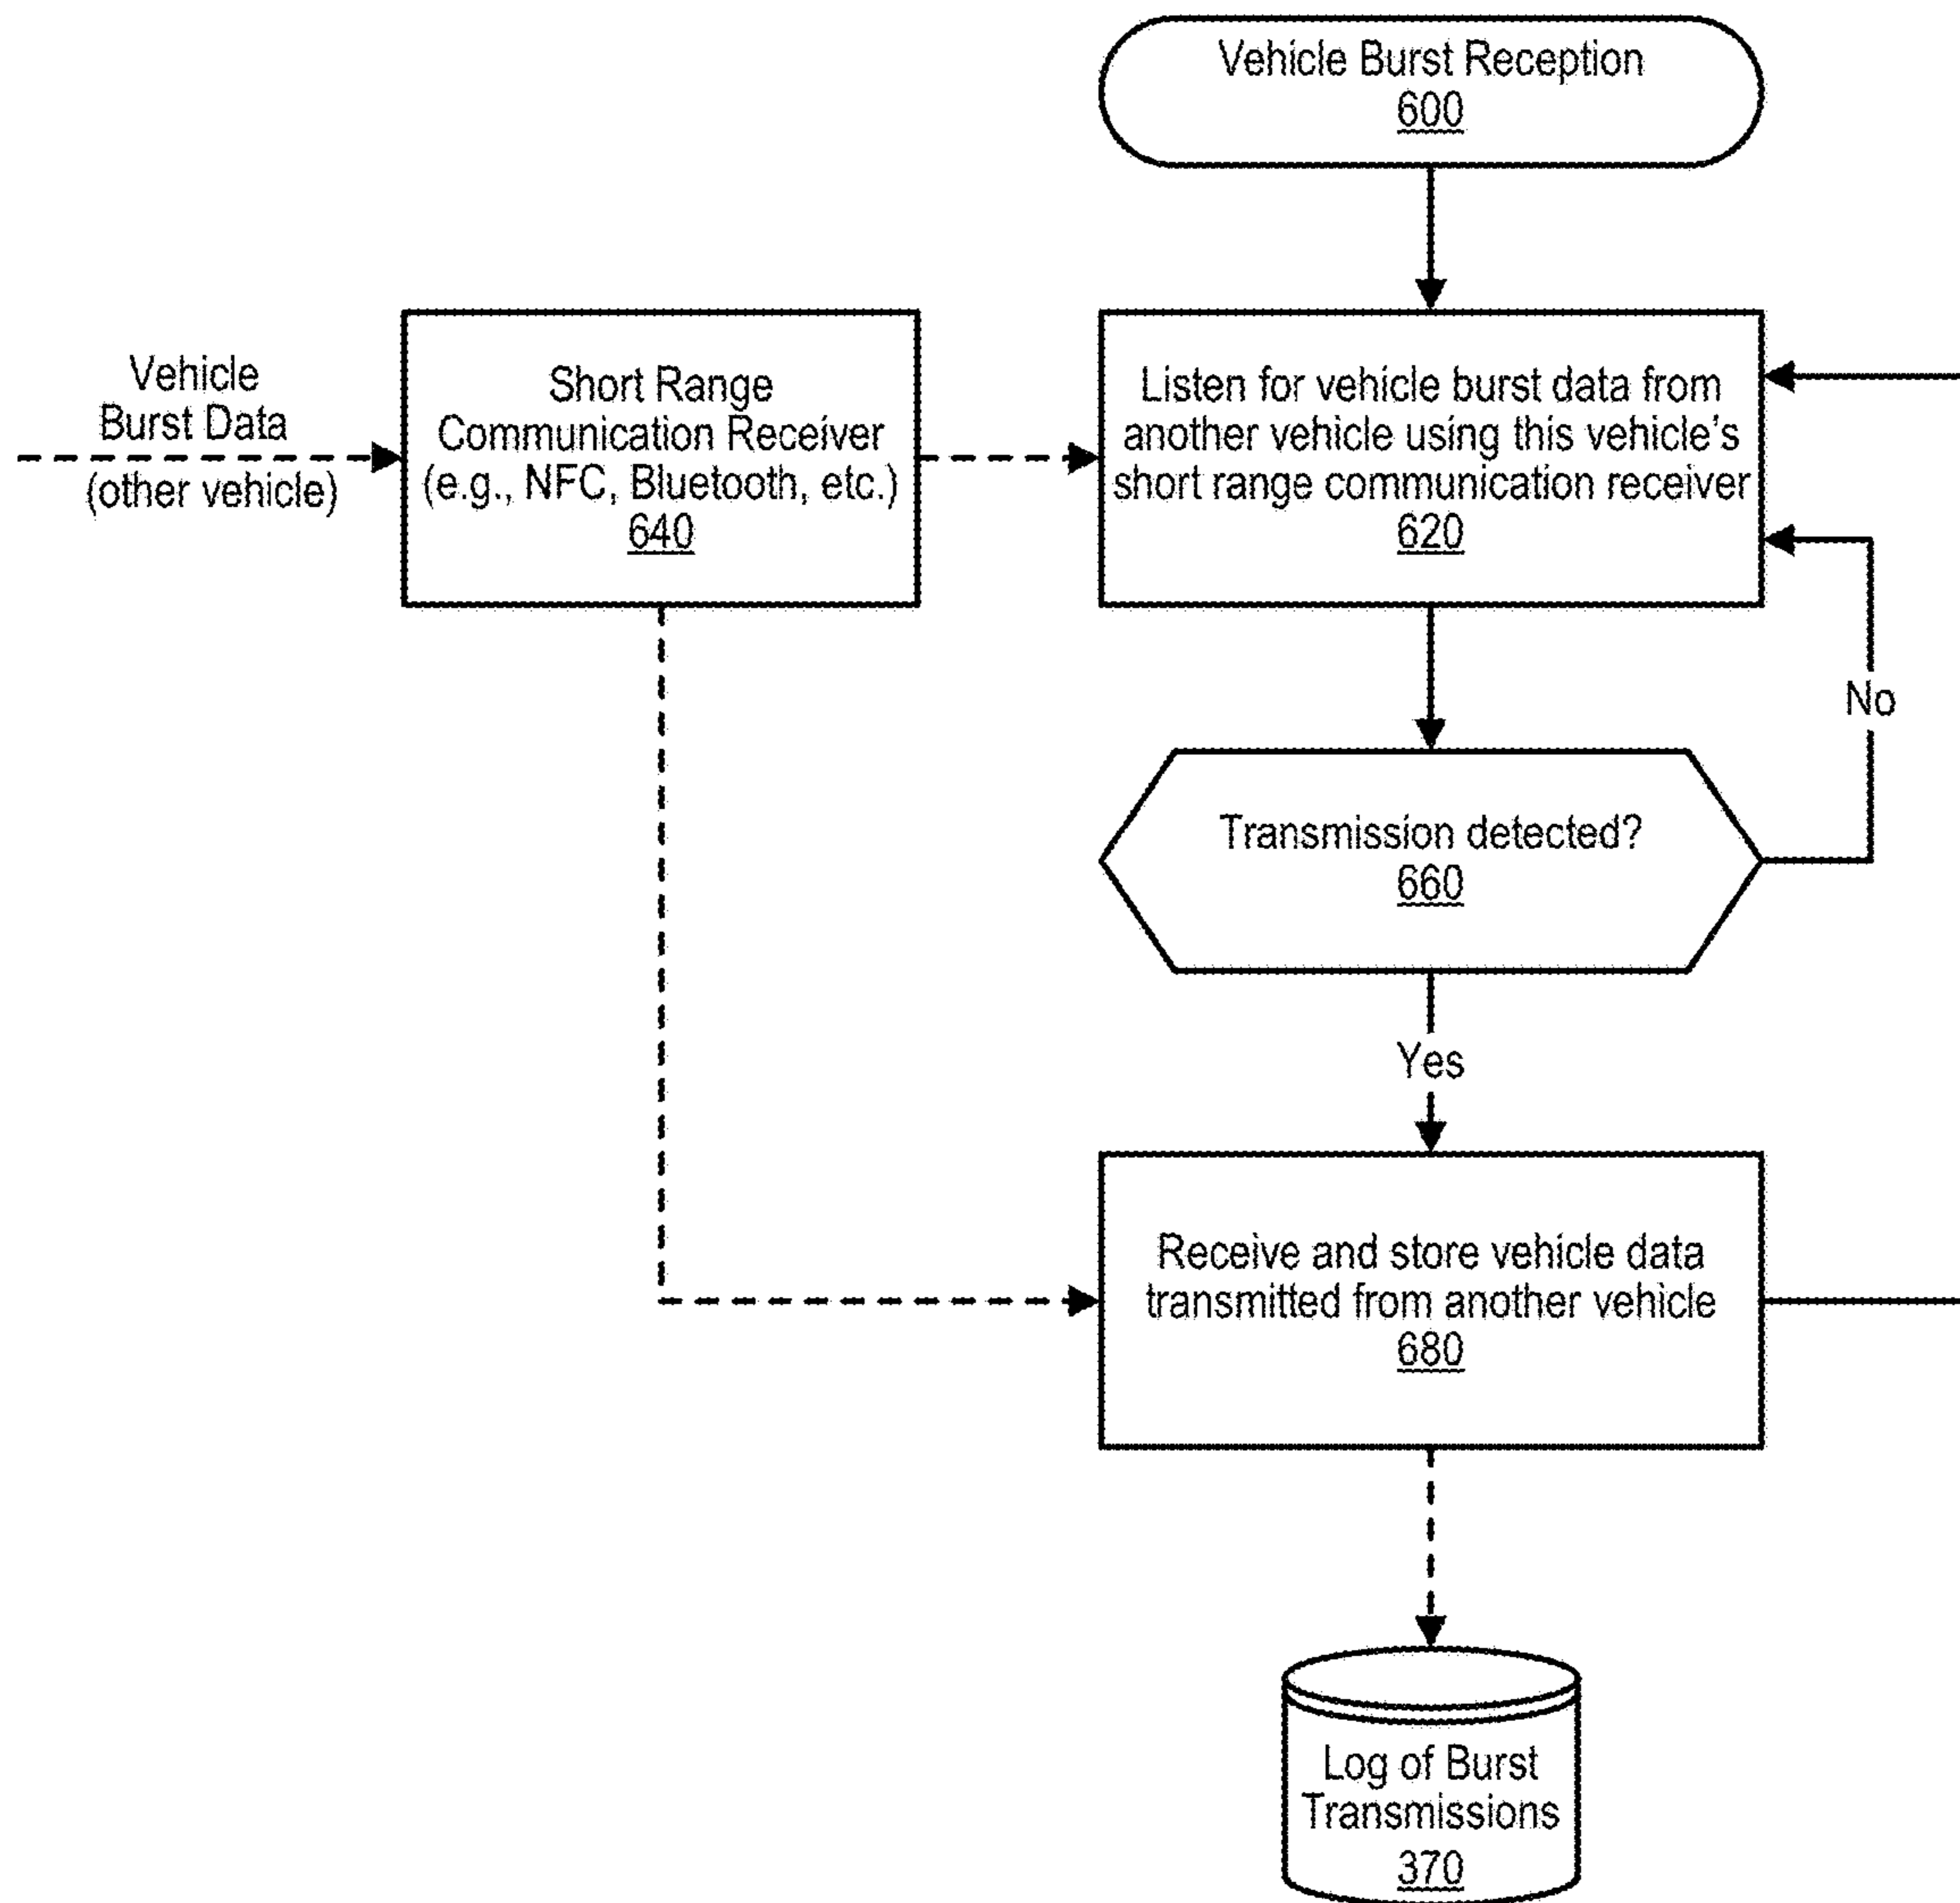 Vehicle Burst Reception
600
Vehicle
Burst Data
(other vehicle)
Short Range
Communication Receiver
(e.g., NFC, Bluetooth, etc.)
640
Listen for vehicle burst data from
another vehicle using this vehicle's
short range communication receiver
620
No
Transmission detected?
660
Yes
Receive and store vehicle data
transmitted from another vehicle
680
Log of Burst
Transmissions
370